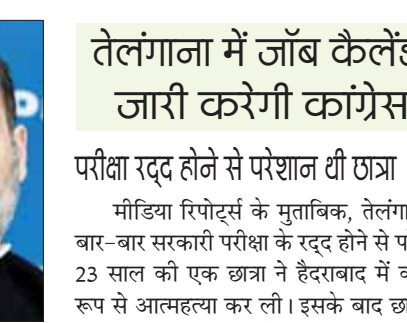 तेलंगाना में जॉब
जारी करेगी कांग्रेस
परीक्षा रद्द होने से परेशान थी छात्रा
मीडिया रिपोर्ट्स के मुताबिक,
बार-बार सरकारी परीक्षा के रद्द होने से
23 साल की एक छात्रा ने हैदराबाद में
रूप से आत्महत्या कर ली। इसके बाद